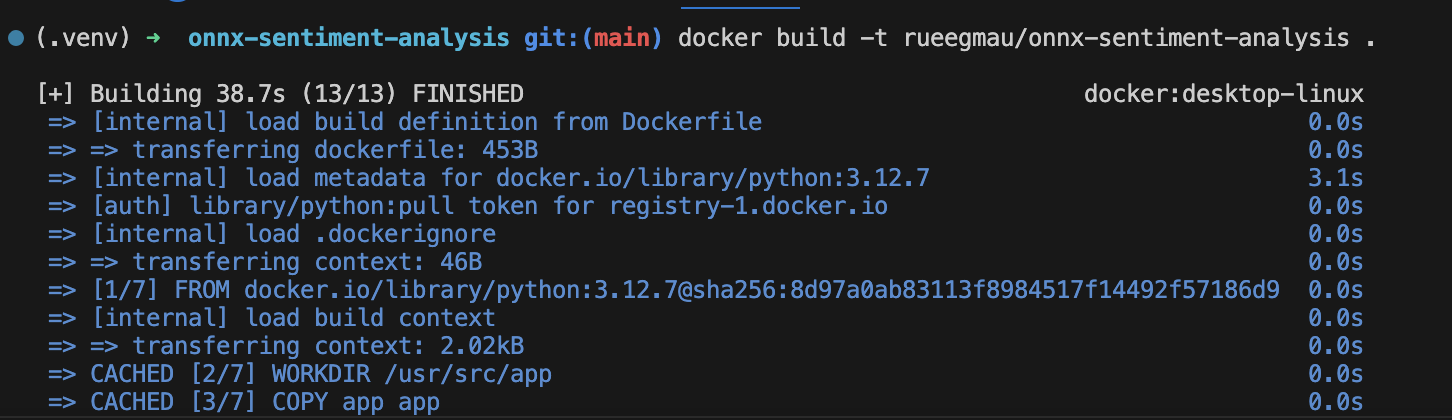 (.venv) ➜ onnx-sentiment-analysis git:(main) docker build -t rueegmau/onnx-sentiment-analysis .
[+] Building 38.7s (13/13) FINISHED docker:desktop-linux
=> [internal] load build definition from Dockerfile 0.0s
=> => transferring dockerfile: 453B 0.0s
=> [internal] load metadata for docker.io/library/python:3.12.7 3.1s
=> [auth] library/python:pull token for registry-1.docker.io 0.0s
=> [internal] load .dockerignore 0.0s
=> => transferring context: 46B 0.0s
=> [1/7] FROM docker.io/library/python:3.12.7@sha256:8d97a0ab83113f8984517f14492f57186d9 0.0s
=> [internal] load build context 0.0s
=> => transferring context: 2.02kB 0.0s
=> CACHED [2/7] WORKDIR /usr/src/app 0.0s
=> CACHED [3/7] COPY app app 0.0s